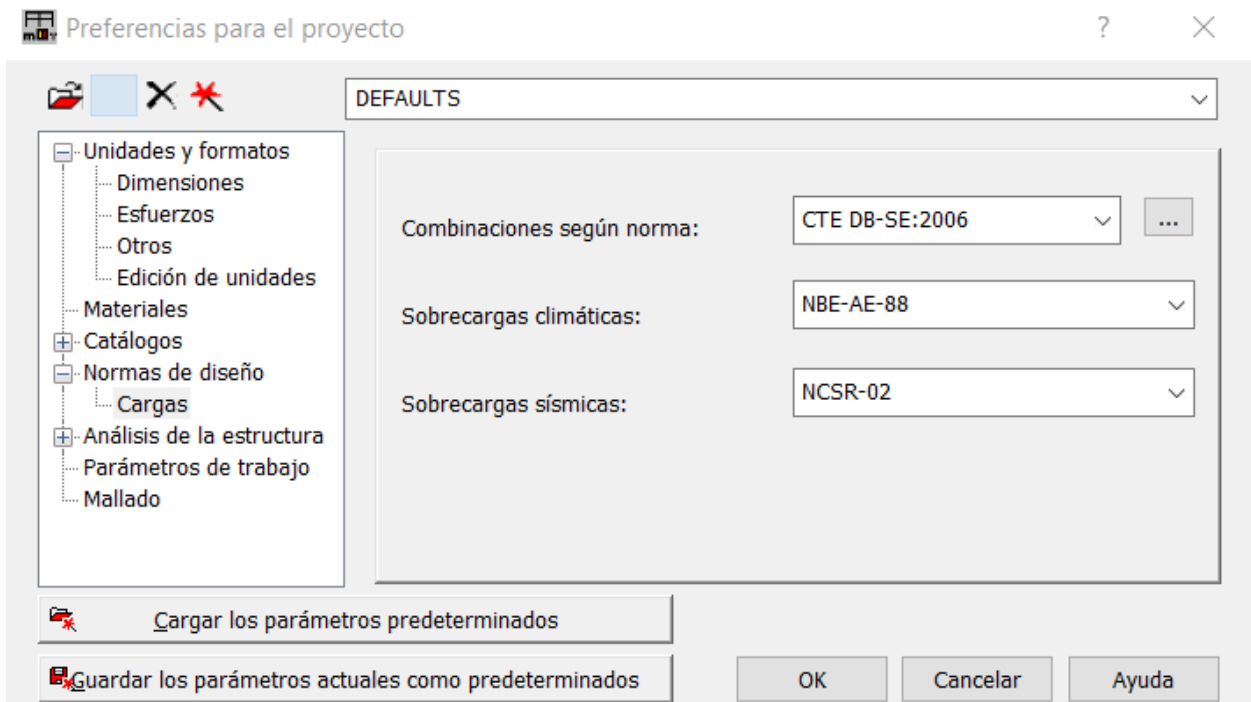 Preferencias para el proyecto
?
DEFAULTS
Unidades y formatos
Dimensiones
Esfuerzos
Otros
Edición de unidades
Materiales
Catálogos
Normas de diseño
Cargas
Análisis de la estructura
Parámetros de trabajo
Mallado
Combinaciones según norma:
CTE DB-SE:2006
...
Sobrecargas climáticas:
NBE-AE-88
Sobrecargas sísmicas:
NCSR-02
Cargar los parámetros predeterminados
Guardar los parámetros actuales como predeterminados
OK
Cancelar
Ayuda